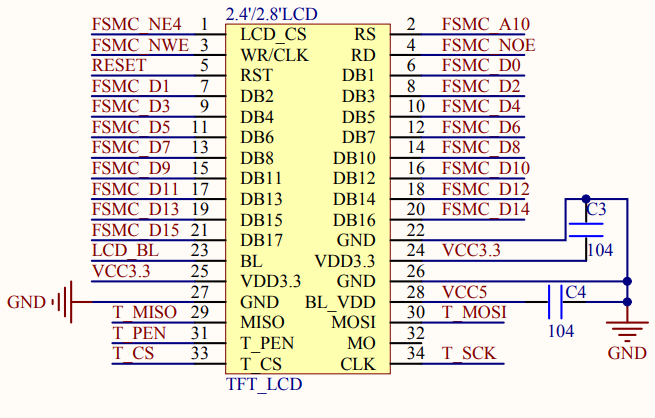 2.4'/2.8'LCD
FSMC_NE4 1 LCD_CS RS 2 FSMC_A10
FSMC_NWE 3 WR/CLK RD 4 FSMC_NOE
RESET 5 RST DB1 6 FSMC_D0
FSMC_D1 7 DB2 DB3 8 FSMC_D2
FSMC_D3 9 DB4 DB5 10 FSMC_D4
FSMC_D5 11 DB6 DB7 12 FSMC_D6
FSMC_D7 13 DB8 DB10 14 FSMC_D8
FSMC_D9 15 DB11 DB12 16 FSMC_D10
FSMC_D11 17 DB13 DB14 18 FSMC_D12
FSMC_D13 19 DB15 DB16 20 FSMC_D14 C3
FSMC_D15 21 DB17 GND 22
LCD_BL 23 BL VDD3.3 24 VCC3.3 104
VCC3.3 25 VDD3.3 GND 26
GND 27 GND BL_VDD 28 VCC5 C4
T_MISO 29 MISO MOSI 30 T_MOSI
104
T_PEN 31 T_PEN MO 32
T_CS 33 T_CS CLK 34 T_SCK GND
TFT_LCD